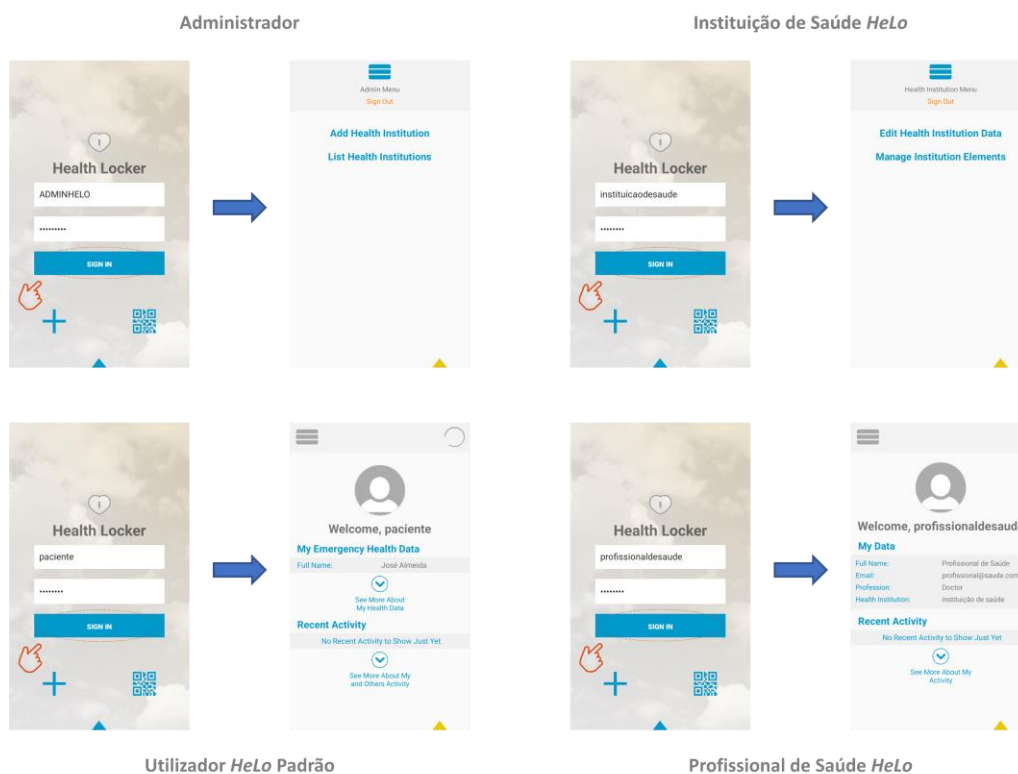 Administrador
Health Locker
ADMINHELO
•••••••••
SIGN IN
Admin Menu
Sign Out
Add Health Institution
List Health Institutions
Instituição de Saúde HeLo
Health Locker
instituicaodesaude
••••••••
SIGN IN
Health Institution Menu
Sign Out
Edit Health Institution Data
Manage Institution Elements
Health Locker
paciente
••••••••
SIGN IN
Welcome, paciente
My Emergency Health Data
Full Name: José Almeida
See More About
My Health Data
Recent Activity
No Recent Activity to Show Just Yet
See More About My
and Others Activity
Utilizador HeLo Padrão
Health Locker
profissionaldesaude
••••••••
SIGN IN
Welcome, profissionaldesaud
My Data
Full Name: Profissional de Saúde
Email: profissional@saude.com
Profession: Doctor
Health Institution: instituição de saúde
Recent Activity
No Recent Activity to Show Just Yet
See More About My
Activity
Profissional de Saúde HeLo